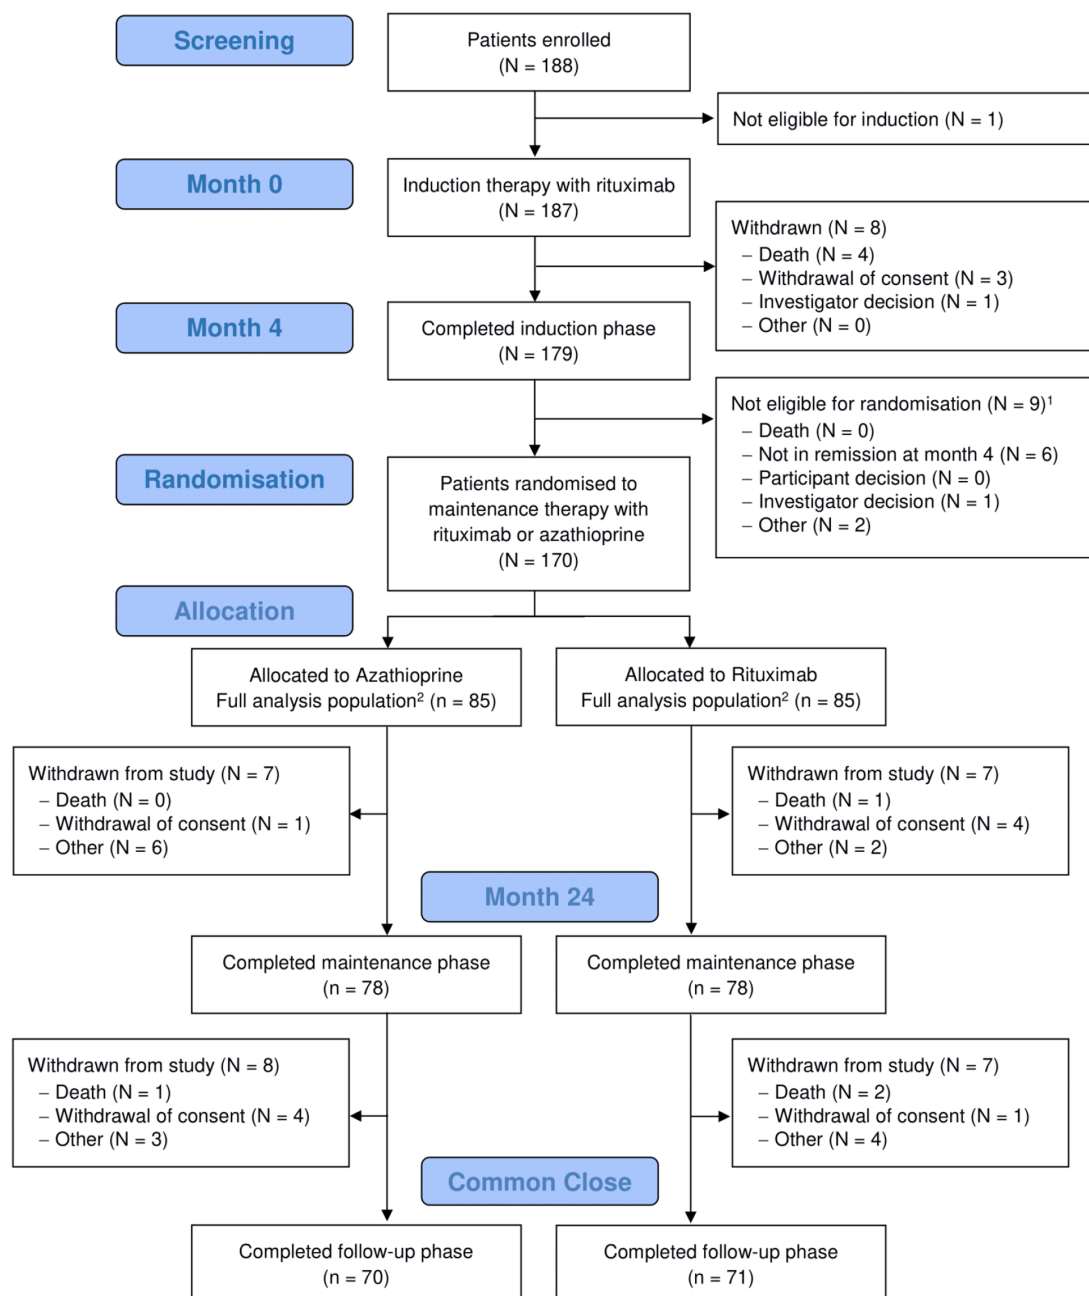 Screening
Patients enrolled
(N = 188)
Not eligible for induction (N = 1)
Month 0
Induction therapy with rituximab
(N = 187)
Withdrawn (N = 8)
– Death (N = 4)
– Withdrawal of consent (N = 3)
– Investigator decision (N = 1)
– Other (N = 0)
Month 4
Completed induction phase
(N = 179)
Not eligible for randomisation (N = 9)¹
– Death (N = 0)
– Not in remission at month 4 (N = 6)
– Participant decision (N = 0)
– Investigator decision (N = 1)
– Other (N = 2)
Randomisation
Patients randomised to
maintenance therapy with
rituximab or azathioprine
(N = 170)
Allocation
Allocated to Azathioprine
Full analysis population² (n = 85)
Allocated to Rituximab
Full analysis population² (n = 85)
Withdrawn from study (N = 7)
– Death (N = 0)
– Withdrawal of consent (N = 1)
– Other (N = 6)
Withdrawn from study (N = 7)
– Death (N = 1)
– Withdrawal of consent (N = 4)
– Other (N = 2)
Month 24
Completed maintenance phase
(n = 78)
Completed maintenance phase
(n = 78)
Withdrawn from study (N = 8)
– Death (N = 1)
– Withdrawal of consent (N = 4)
– Other (N = 3)
Withdrawn from study (N = 7)
– Death (N = 2)
– Withdrawal of consent (N = 1)
– Other (N = 4)
Common Close
Completed follow-up phase
(n = 70)
Completed follow-up phase
(n = 71)